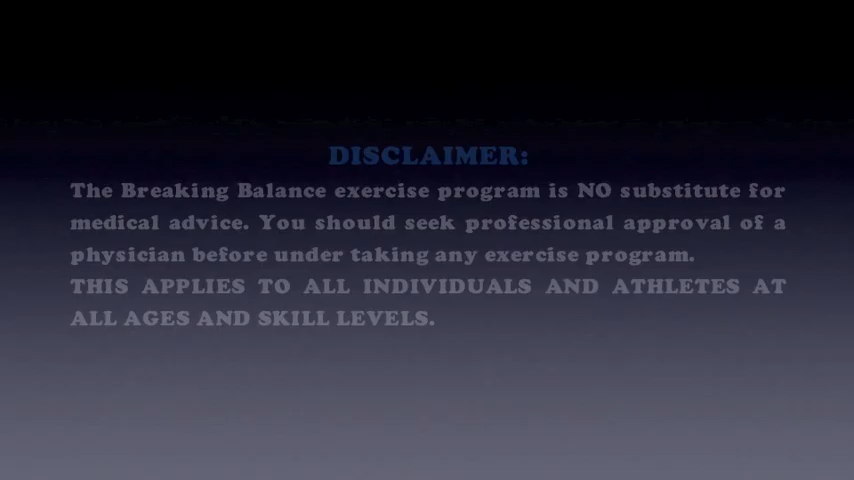 DISCLAIMER:
The Breaking Balance exercise program is NO substitute for
medical advice. You should seek professional approval of a
physician before under taking any exercise program.
THIS APPLIES TO ALL INDIVIDUALS AND ATHLETES AT
ALL AGES AND SKILL LEVELS.